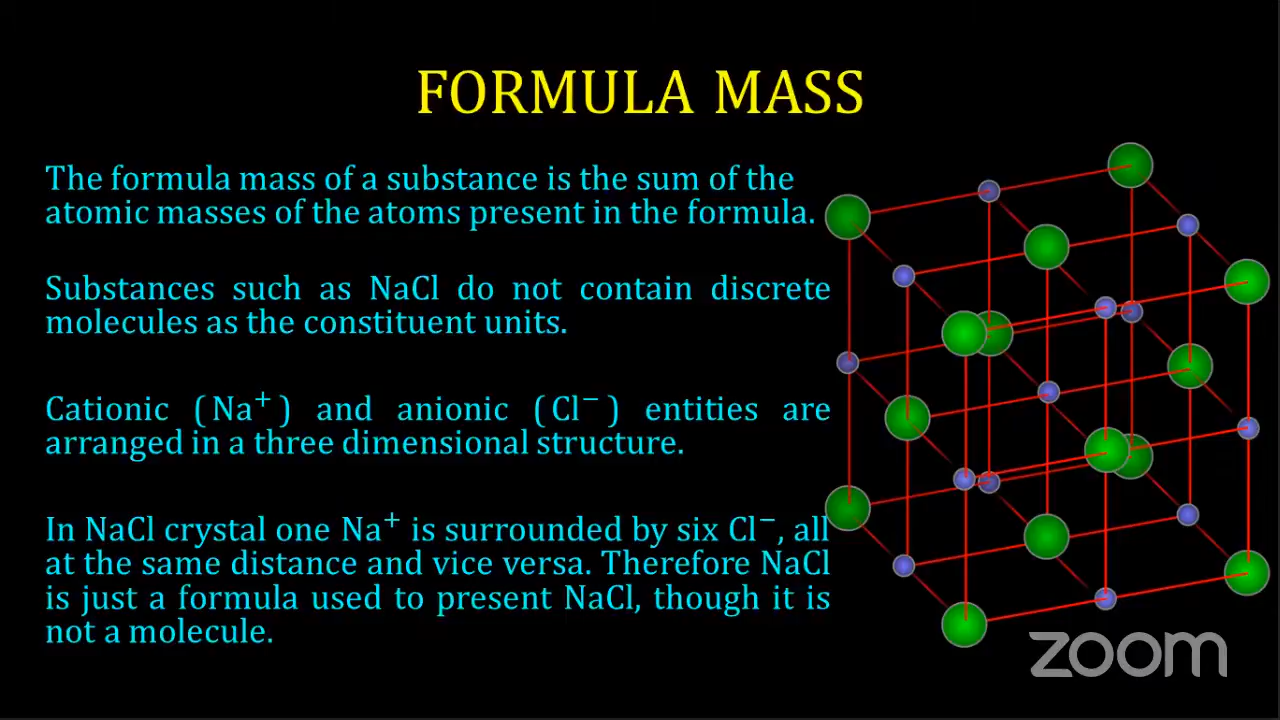 FORMULA MASS
The formula mass of a substance is the sum of the
atomic masses of the atoms present in the formula.
Substances such as NaCl do not contain discrete
molecules as the constituent units.
Cationic (Na⁺) and anionic (Cl⁻) entities are
arranged in a three dimensional structure.
In NaCl crystal one Na⁺ is surrounded by six Cl⁻, all
at the same distance and vice versa. Therefore NaCl
is just a formula used to present NaCl, though it is
not a molecule.
zoom